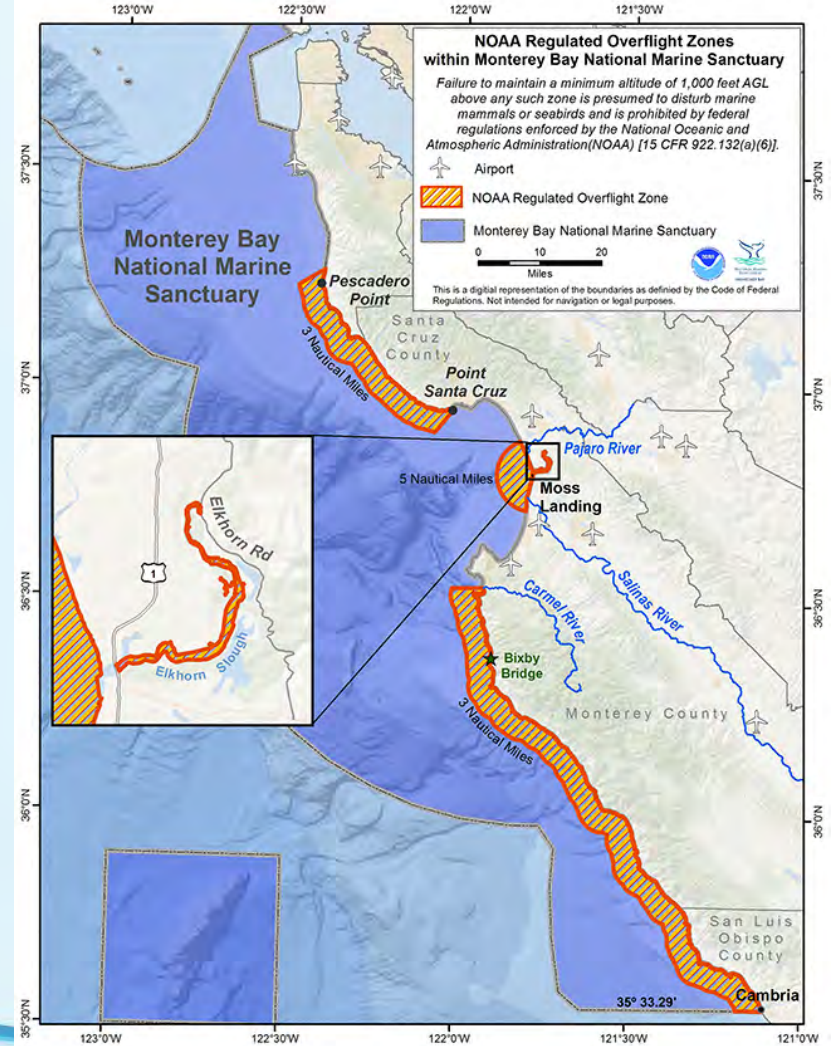 123°0'W
122°30'W
122°0'W
121°30'W
121°0'W
NOAA Regulated Overflight Zones
within Monterey Bay National Marine Sanctuary
Failure to maintain a minimum altitude of 1,000 feet AGL
above any such zone is presumed to disturb marine
mammals or seabirds and is prohibited by federal
regulations enforced by the National Oceanic and
Atmospheric Administration(NOAA) [15 CFR 922.132(a)(6)].
Airport
NOAA Regulated Overflight Zone
Monterey Bay National Marine Sanctuary
0 10 20
Miles
This is a digitial representation of the boundaries as definied by the Code of Federal
Regulations. Not intended for navigation or legal purposes.
37°30'N
37°30'N
Monterey Bay
National Marine
Sanctuary
Pescadero
Point
Santa
Cruz
County
3 Nautical Miles
Point
Santa Cruz
37°0'N
37°0'N
Pajaro River
5 Nautical Miles
Moss
Landing
Elkhorn Rd
1
Elkhorn Slough
36°30'N
36°30'N
Carmel River
Salinas River
Bixby
Bridge
3 Nautical Miles
Monterey County
36°0'N
36°0'N
San Luis
Obispo
County
35° 33.29'
Cambria
35°30'N
123°0'W
122°30'W
122°0'W
121°30'W
121°0'W